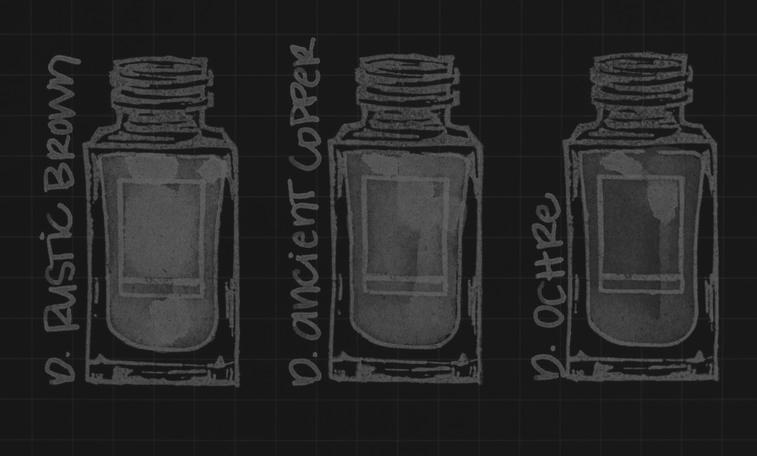 D. RUSTIC BROWN
D. ANCIENT COPPER
D. OCHRE